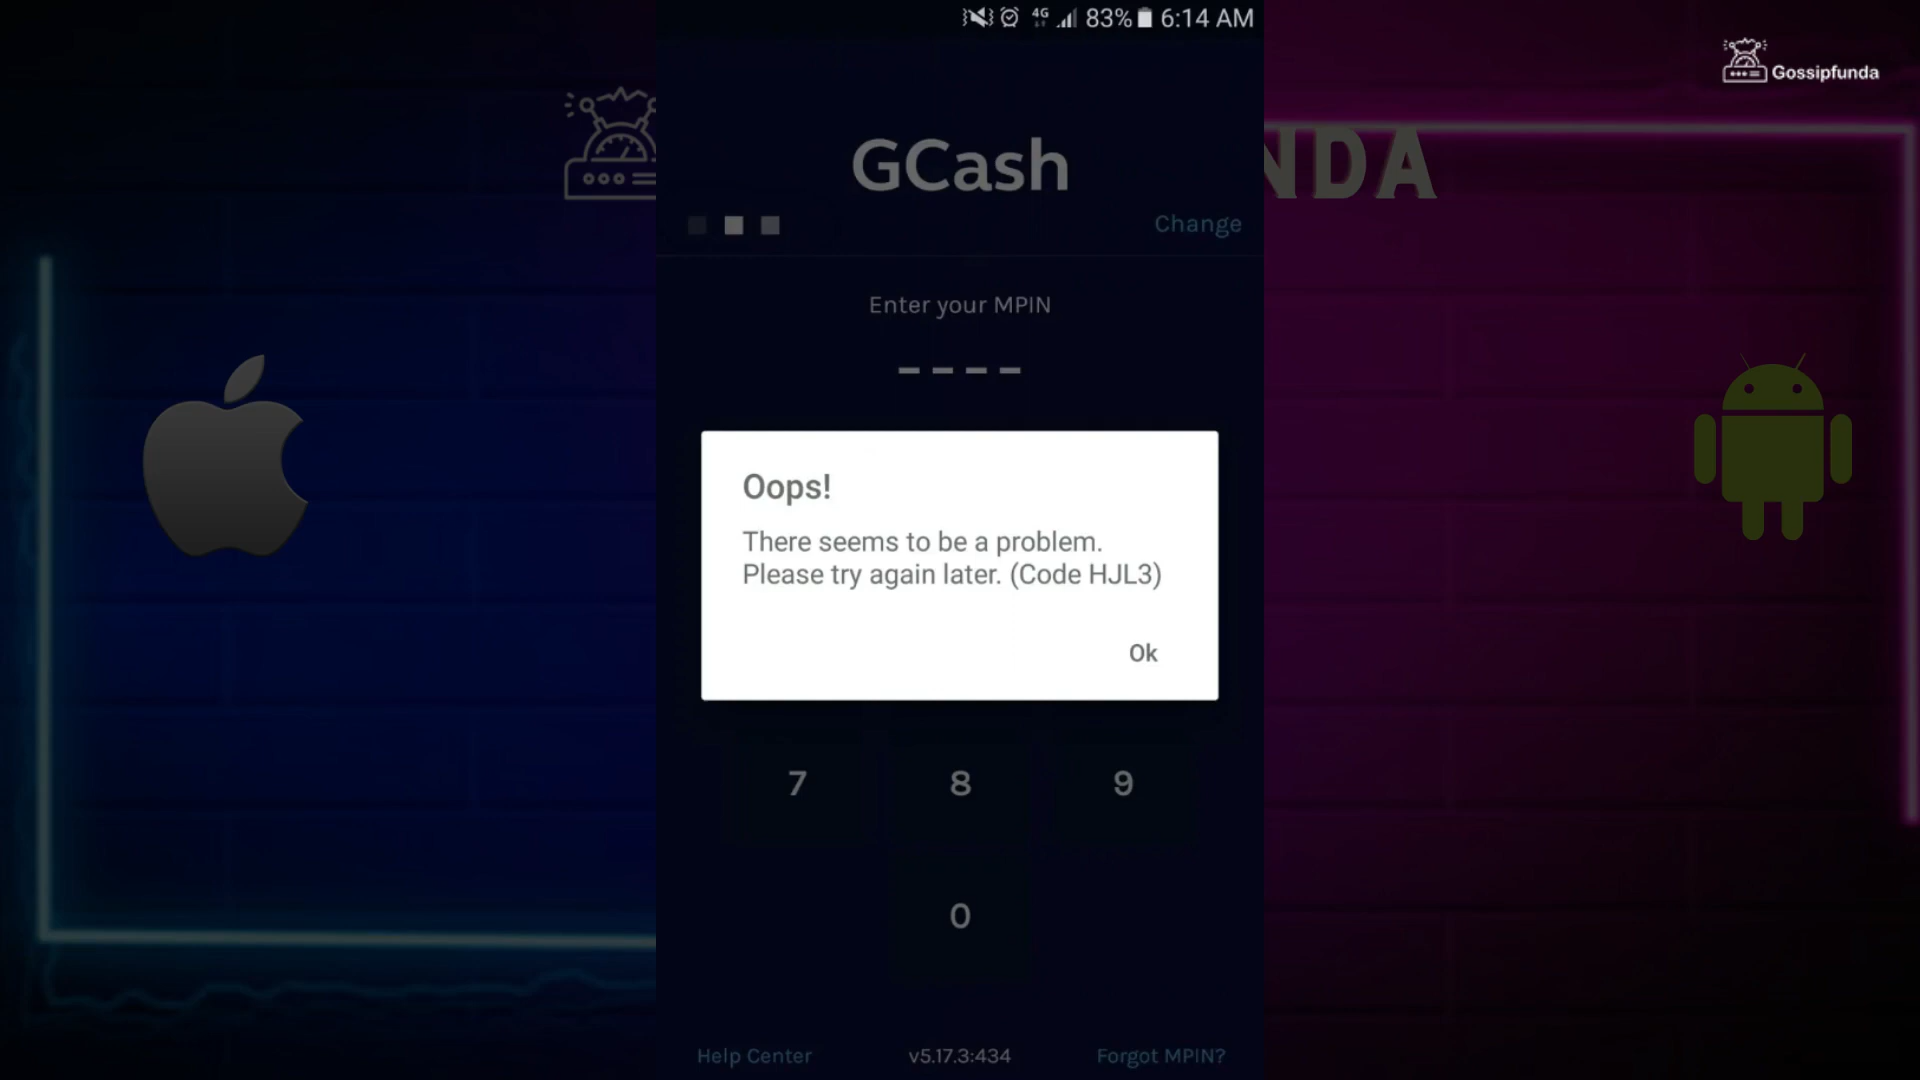 4G 83% 6:14 AM
Gossipfunda
NDA
GCash
Change
Enter your MPIN
Oops!
There seems to be a problem.
Please try again later. (Code HJL3)
Ok
7 8 9
0
Help Center v5.17.3:434 Forgot MPIN?